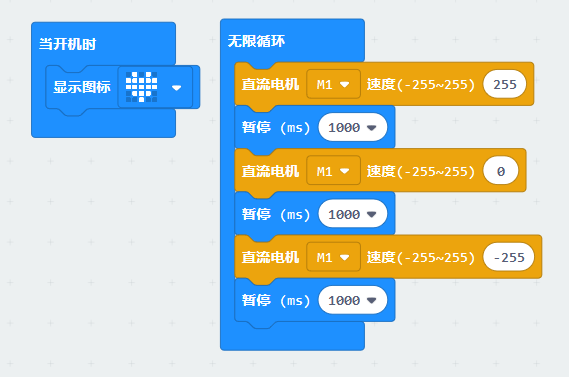 当开机时
显示图标
无限循环
直流电机 M1 速度(-255~255) 255
暂停 (ms) 1000
直流电机 M1 速度(-255~255) 0
暂停 (ms) 1000
直流电机 M1 速度(-255~255) -255
暂停 (ms) 1000